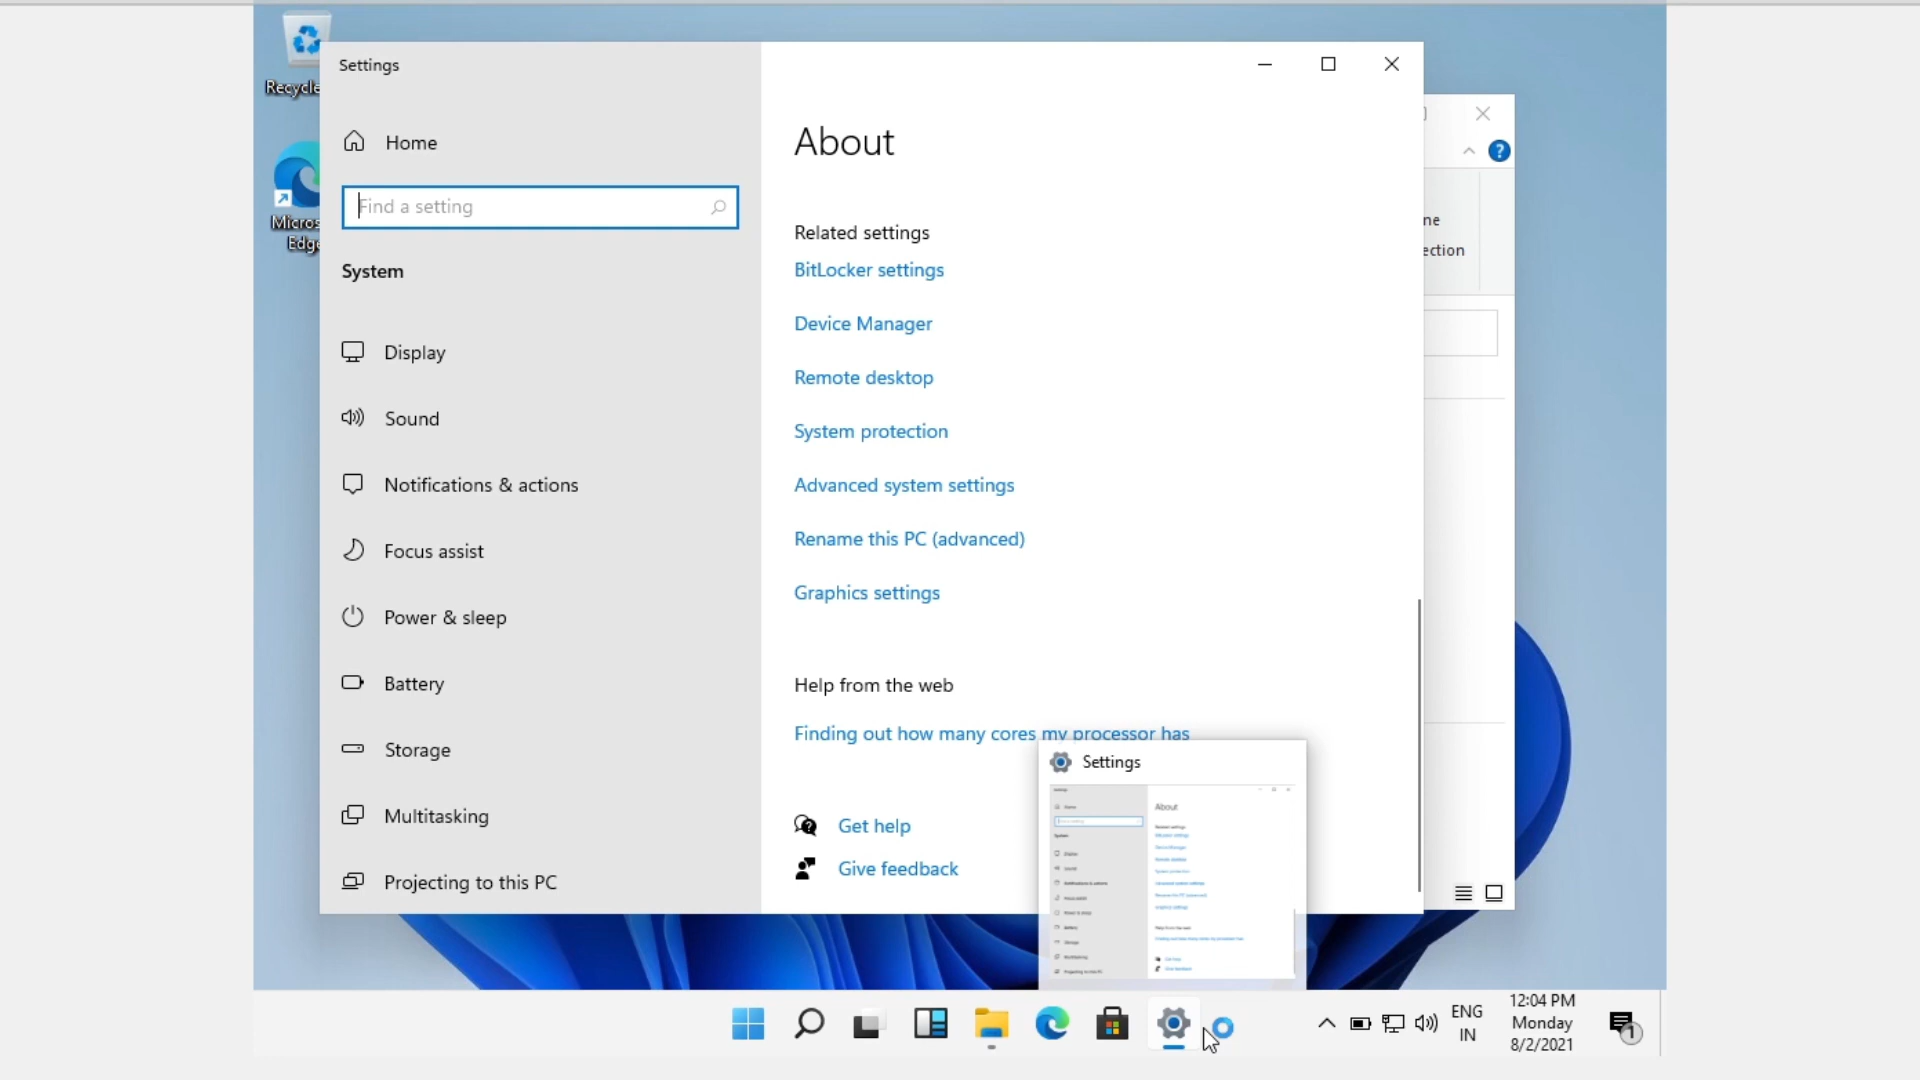 Recycle
Micros
Edge
Settings
Home
Find a setting
System
Display
Sound
Notifications & actions
Focus assist
Power & sleep
Battery
Storage
Multitasking
Projecting to this PC
About
Related settings
BitLocker settings
Device Manager
Remote desktop
System protection
Advanced system settings
Rename this PC (advanced)
Graphics settings
Help from the web
Finding out how many cores my processor has
Get help
Give feedback
?
ne
ection
Settings
About
ENG
IN
12:04 PM
Monday
8/2/2021
1